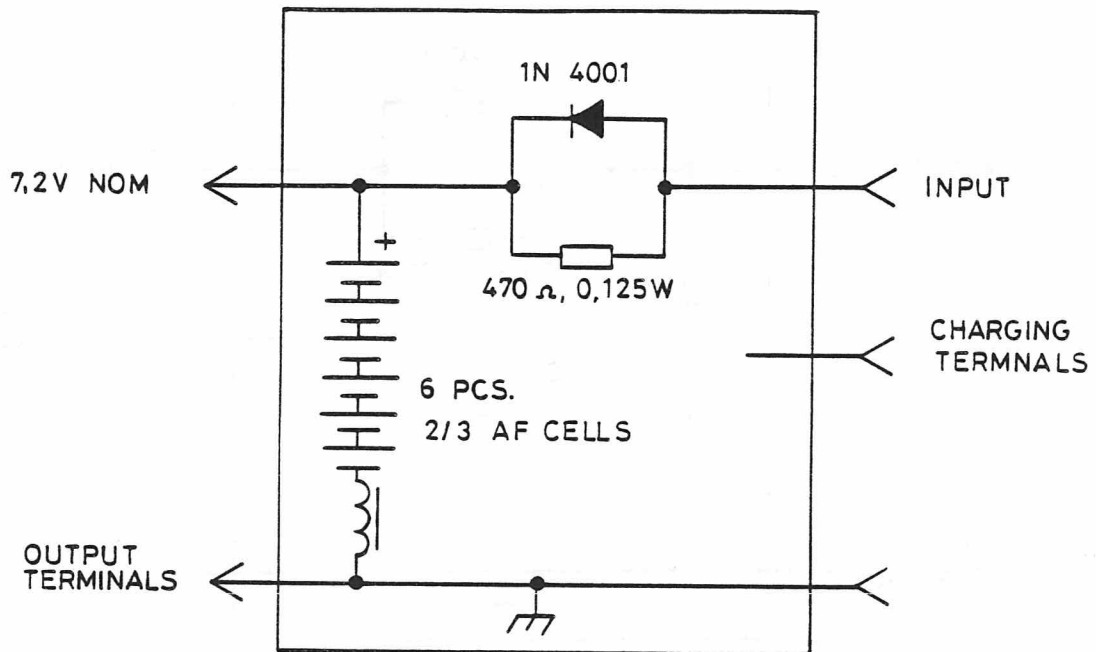 1N 4001
7,2V NOM
INPUT
+
470 Ω, 0,125W
CHARGING
TERMNALS
6 PCS.
2/3 AF CELLS
OUTPUT
TERMINALS